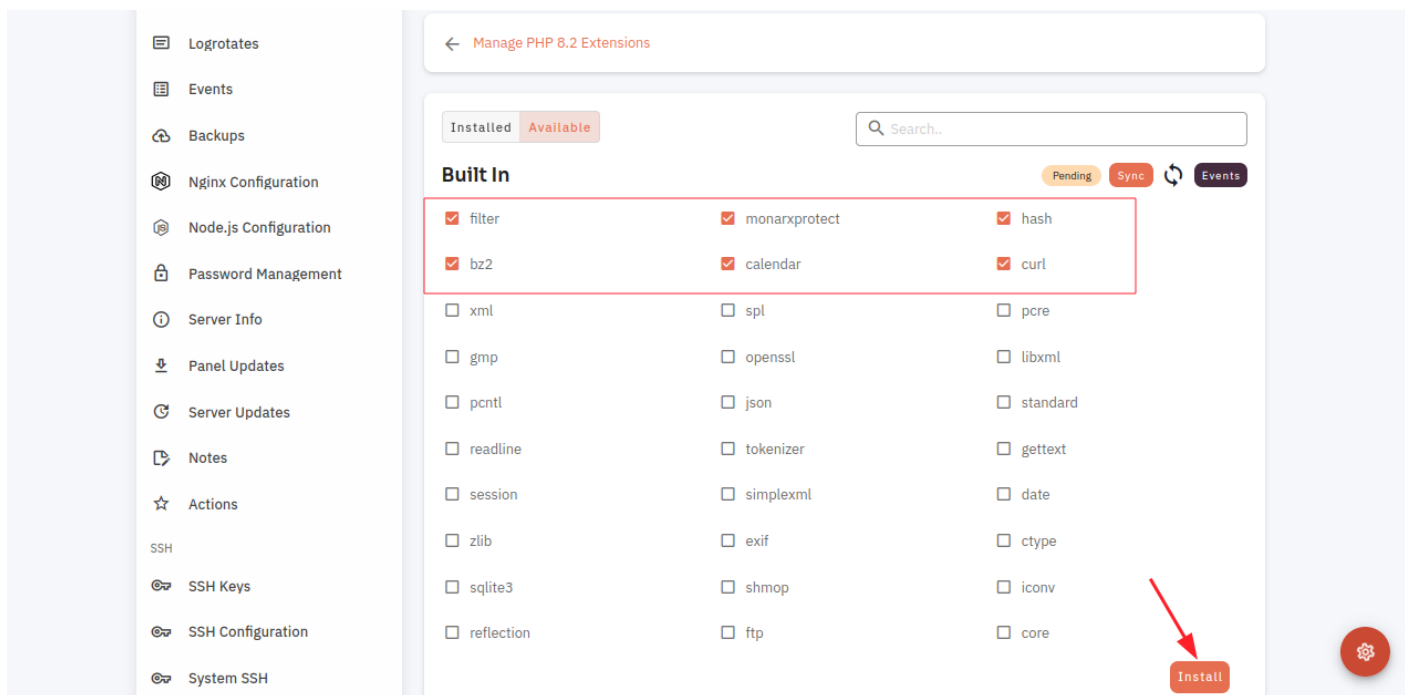 Logrotates
Events
Backups
Nginx Configuration
Node.js Configuration
Password Management
Server Info
Panel Updates
Server Updates
Notes
Actions
SSH
SSH Keys
SSH Configuration
System SSH
Manage PHP 8.2 Extensions
Installed Available
Search..
Built In
Pending Sync Events
filter monarxprotect hash
bz2 calendar curl
xml spl pcre
gmp openssl libxml
pcntl json standard
readline tokenizer gettext
session simplexml date
zlib exif ctype
sqlite3 shmop iconv
reflection ftp core
Install